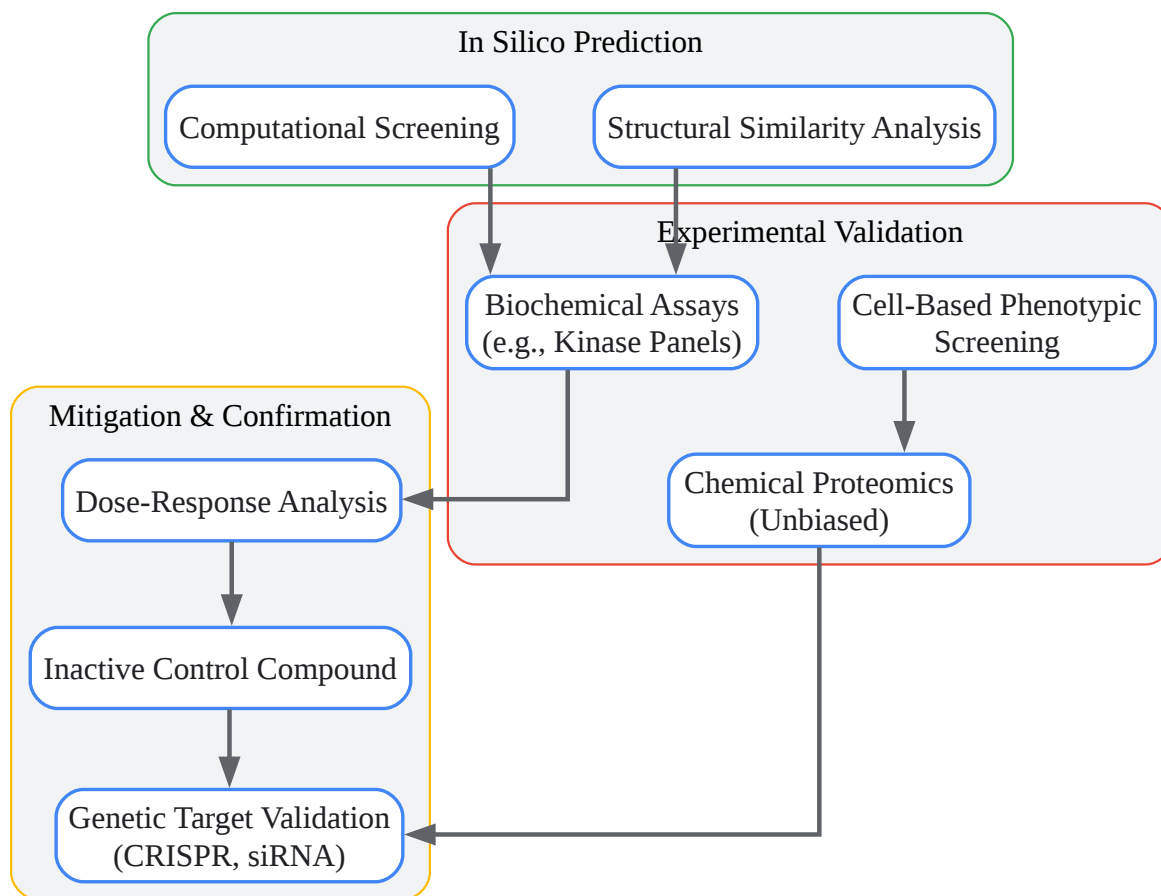 In Silico Prediction
Computational Screening
Structural Similarity Analysis
Experimental Validation
Biochemical Assays
(e.g., Kinase Panels)
Cell-Based Phenotypic
Screening
Mitigation & Confirmation
Dose-Response Analysis
Chemical Proteomics
(Unbiased)
Inactive Control Compound
Genetic Target Validation
(CRISPR, siRNA)